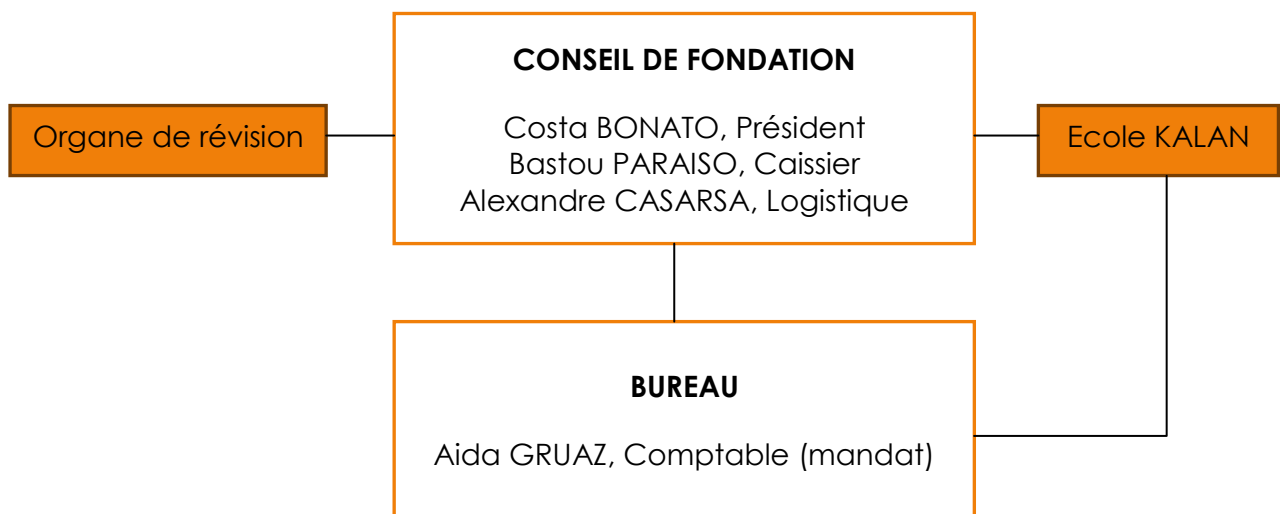 CONSEIL DE FONDATION
Costa BONATO, Président
Bastou PARAISO, Caissier
Alexandre CASARSA, Logistique
Organe de révision
Ecole KALAN
BUREAU
Aida GRUAZ, Comptable (mandat)